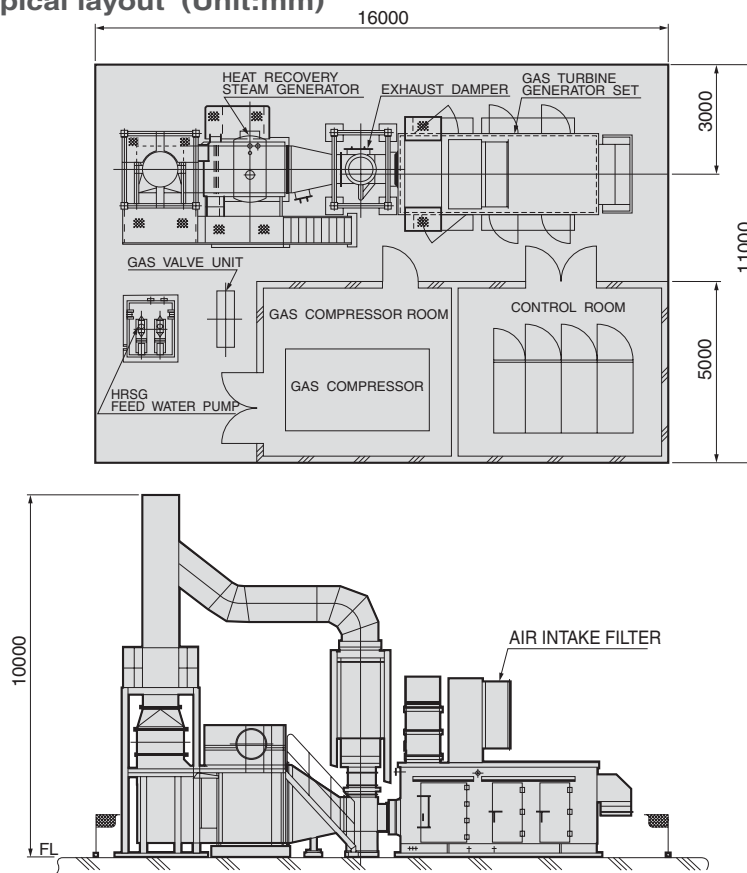 pical layout (Unit:mm)
16000
HEAT RECOVERY
STEAM GENERATOR
EXHAUST DAMPER
GAS TURBINE
GENERATOR SET
3000
11000
GAS VALVE UNIT
GAS COMPRESSOR ROOM
CONTROL ROOM
5000
GAS COMPRESSOR
HRSG
FEED WATER PUMP
10000
AIR INTAKE FILTER
FL